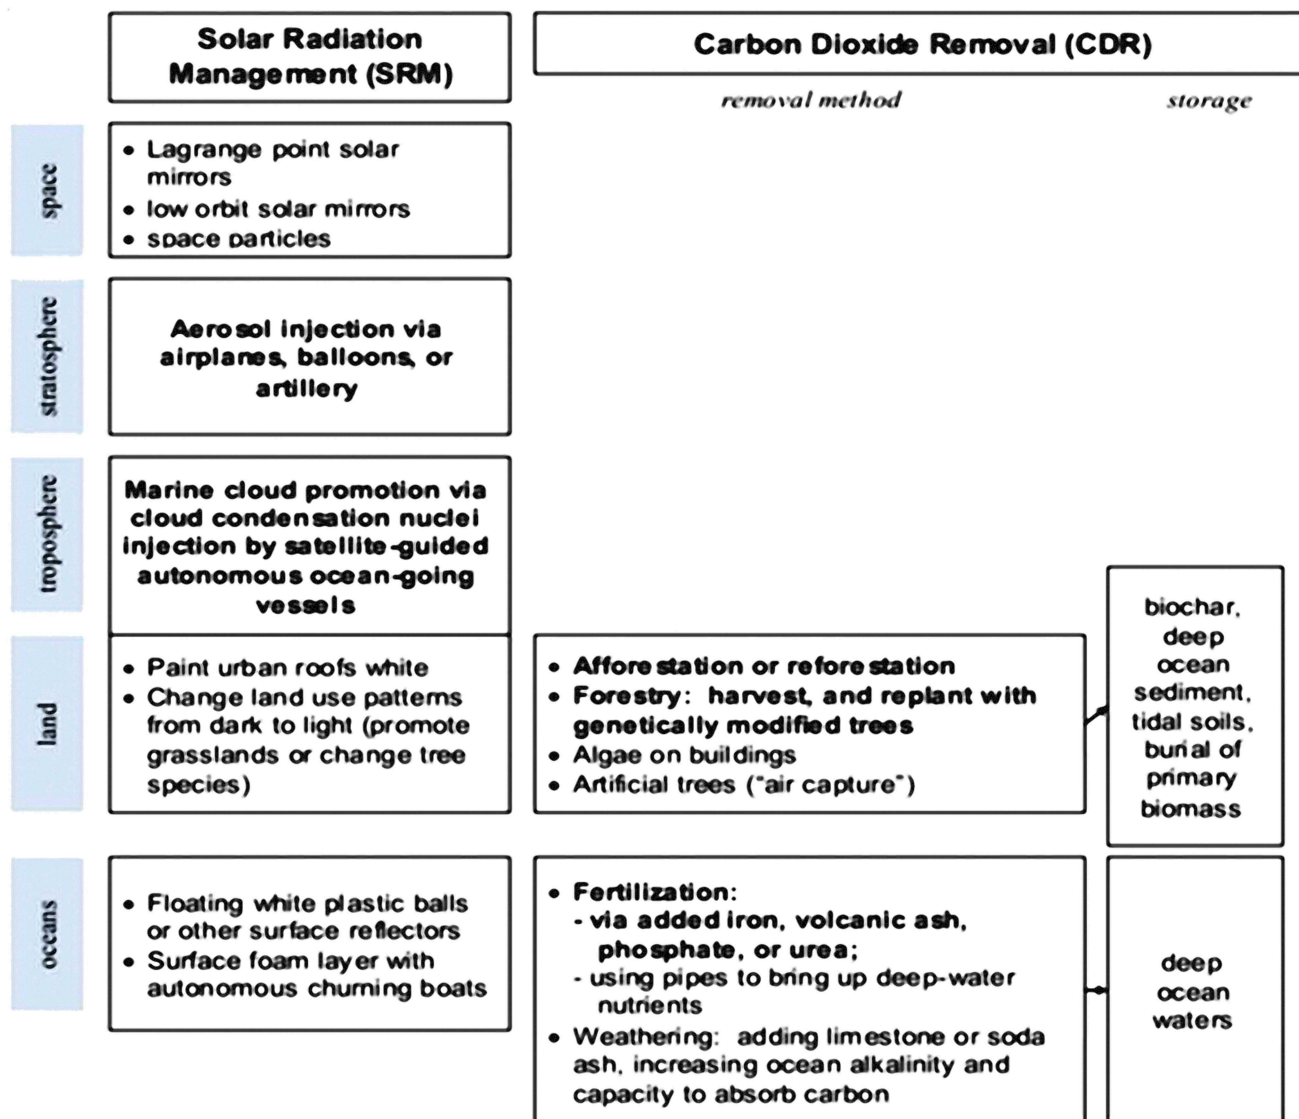 Solar Radiation
Management (SRM)
Carbon Dioxide Removal (CDR)
removal method
storage
space
• Lagrange point solar
mirrors
• low orbit solar mirrors
• space particles
stratosphere
Aerosol injection via
airplanes, balloons, or
artillery
troposphere
Marine cloud promotion via
cloud condensation nuclei
injection by satellite-guided
autonomous ocean-going
vessels
land
• Paint urban roofs white
• Change land use patterns
from dark to light (promote
grasslands or change tree
species)
• Afforestation or reforestation
• Forestry: harvest, and replant with
genetically modified trees
• Algae on buildings
• Artificial trees ("air capture")
biochar,
deep
ocean
sediment,
tidal soils,
burial of
primary
biomass
oceans
• Floating white plastic balls
or other surface reflectors
• Surface foam layer with
autonomous churning boats
• Fertilization:
- via added iron, volcanic ash,
phosphate, or urea;
- using pipes to bring up deep-water
nutrients
• Weathering: adding limestone or soda
ash, increasing ocean alkalinity and
capacity to absorb carbon
deep
ocean
waters